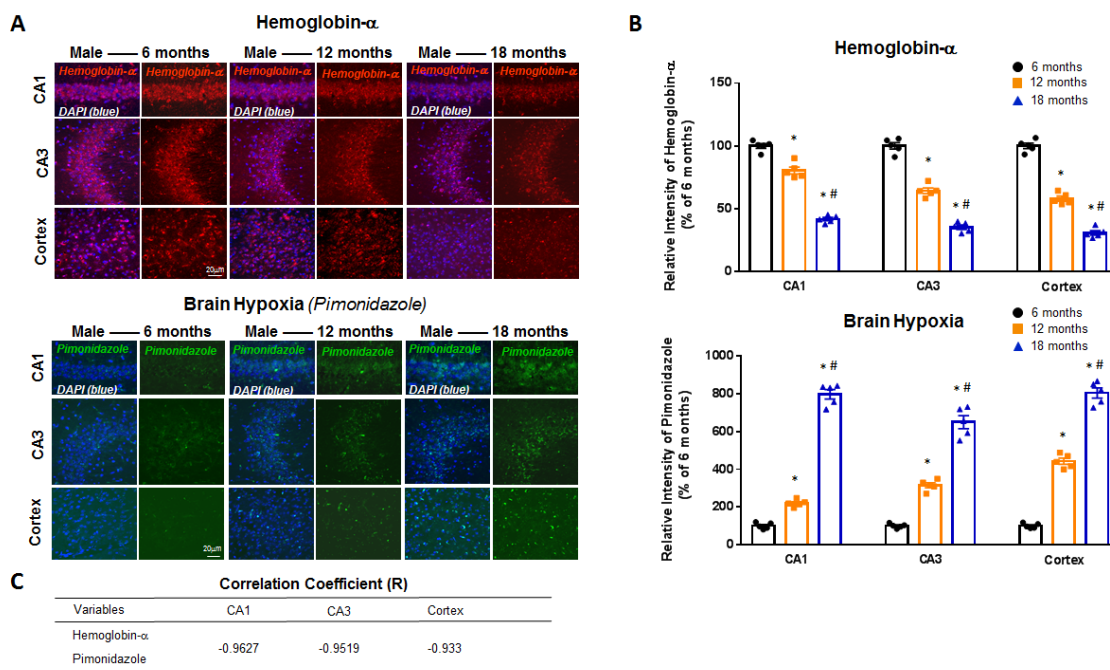 A
Hemoglobin-α
Male —— 6 months Male —— 12 months Male —— 18 months
CA1
Hemoglobin-α Hemoglobin-α Hemoglobin-α Hemoglobin-α Hemoglobin-α Hemoglobin-α
DAPI (blue) DAPI (blue) DAPI (blue)
CA3
Cortex
20μm
Brain Hypoxia (Pimonidazole)
Male —— 6 months Male —— 12 months Male —— 18 months
CA1
Pimonidazole Pimonidazole Pimonidazole Pimonidazole Pimonidazole Pimonidazole
DAPI (blue) DAPI (blue) DAPI (blue)
CA3
Cortex
20μm
B
Hemoglobin-α
6 months
12 months
18 months
Relative Intensity of Hemoglobin-α
(% of 6 months)
150
100
50
0
* *# * *# * *#
CA1 CA3 Cortex
Brain Hypoxia
6 months
12 months
18 months
Relative Intensity of Pimonidazole
(% of 6 months)
1000
800
600
400
200
0
* *# * *# * *#
CA1 CA3 Cortex
C
Correlation Coefficient (R)
Variables CA1 CA3 Cortex
Hemoglobin-α
-0.9627 -0.9519 -0.933
Pimonidazole